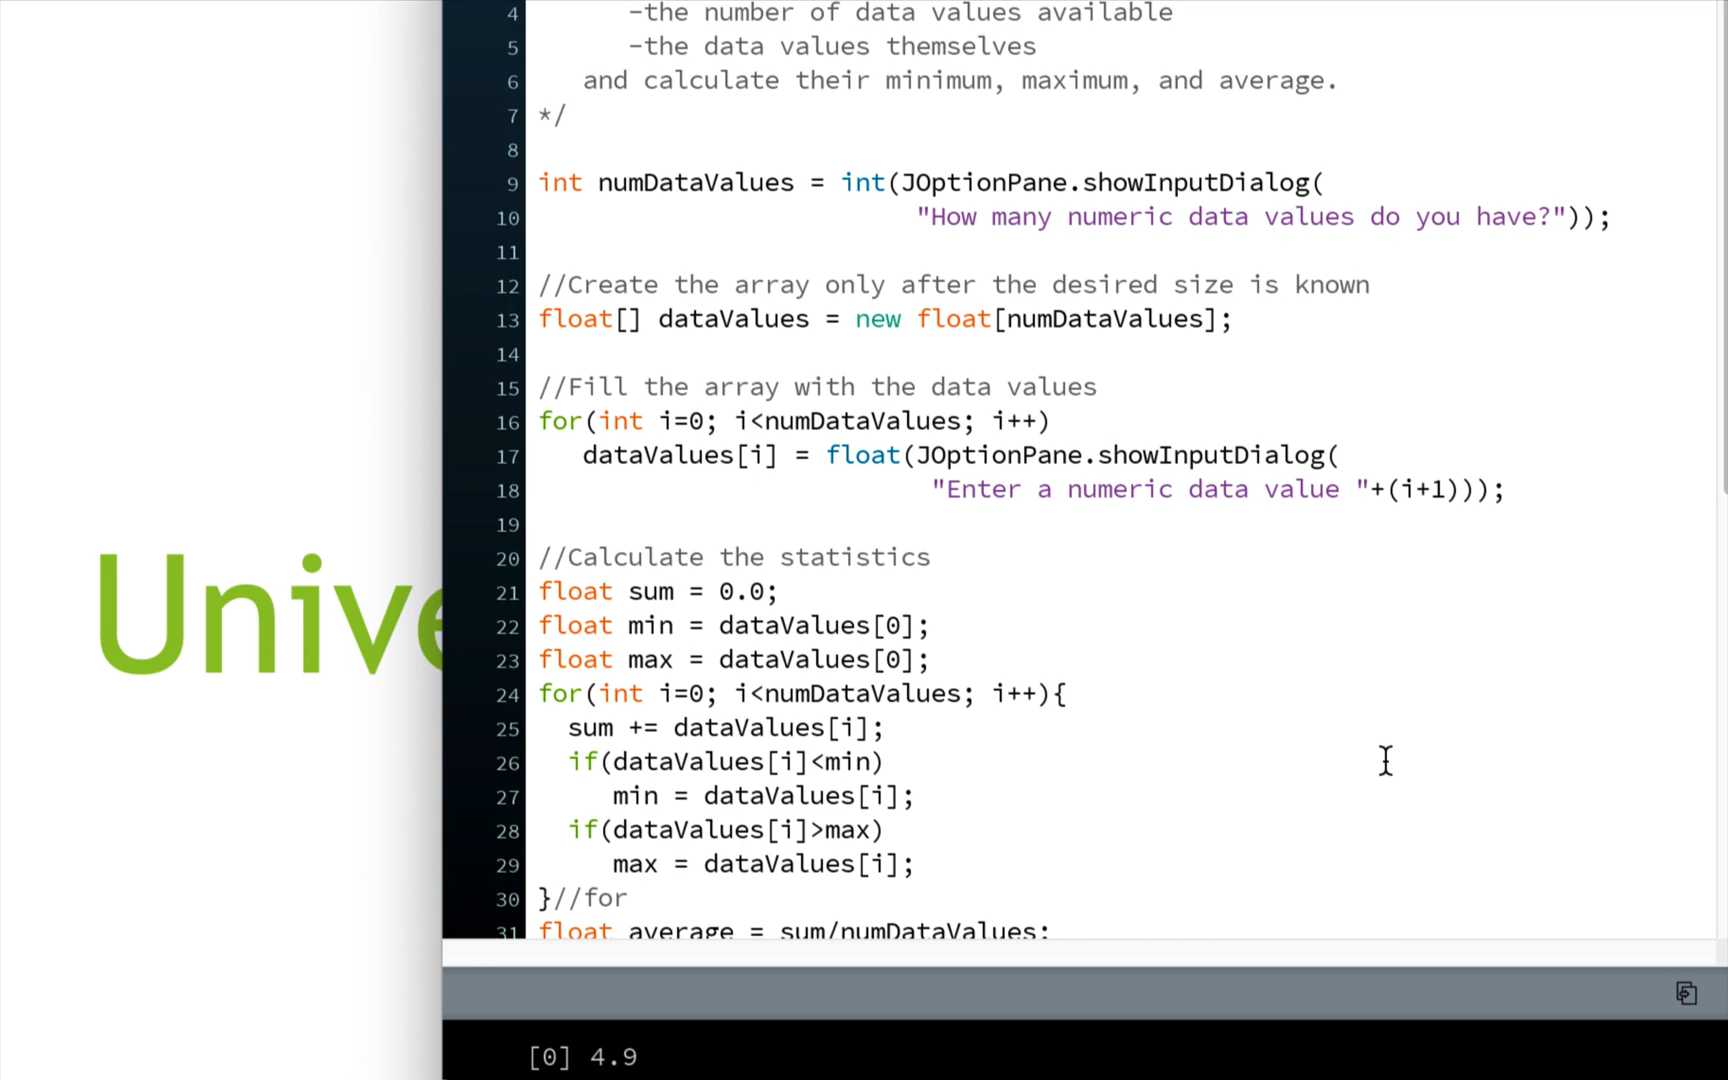 4 -the number of data values available
5 -the data values themselves
6 and calculate their minimum, maximum, and average.
7 */
8
9 int numDataValues = int(JOptionPane.showInputDialog(
10 "How many numeric data values do you have?"));
11
12 //Create the array only after the desired size is known
13 float[] dataValues = new float[numDataValues];
14
15 //Fill the array with the data values
16 for(int i=0; i<numDataValues; i++)
17 dataValues[i] = float(JOptionPane.showInputDialog(
18 "Enter a numeric data value "+(i+1)));
19
20 //Calculate the statistics
21 float sum = 0.0;
22 float min = dataValues[0];
23 float max = dataValues[0];
24 for(int i=0; i<numDataValues; i++){
25 sum += dataValues[i];
26 if(dataValues[i]<min)
27 min = dataValues[i];
28 if(dataValues[i]>max)
29 max = dataValues[i];
30 }//for
31 float average = sum/numDataValues;
Unive
[0] 4.9